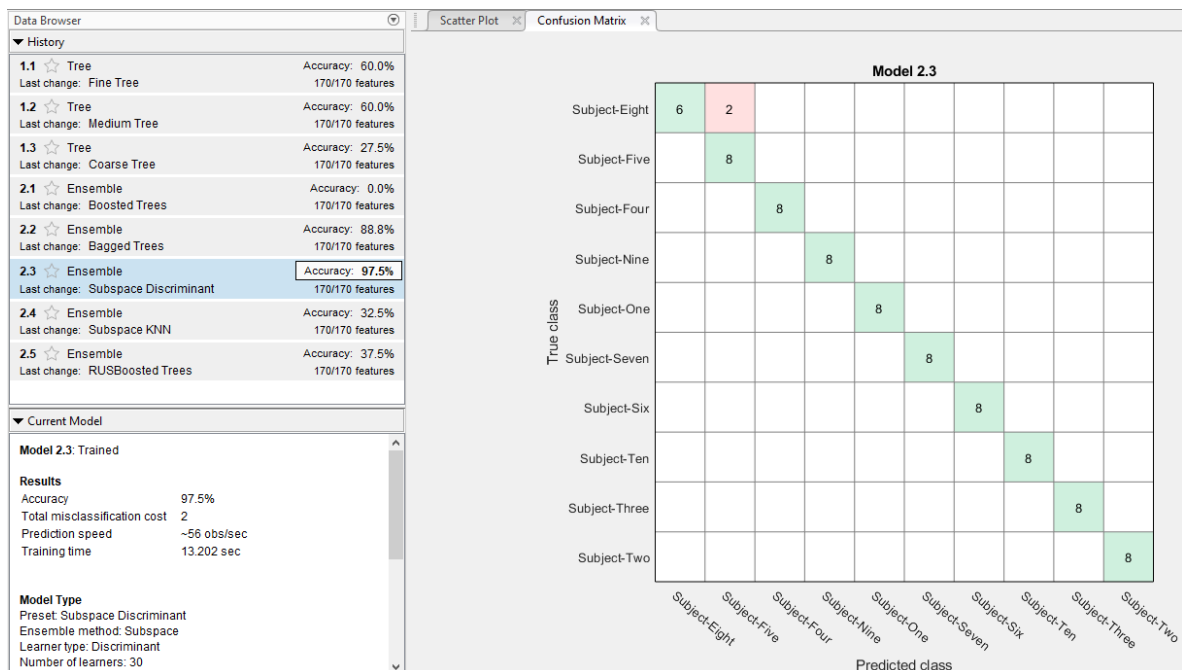 Data Browser
History
1.1 Tree Accuracy: 60.0%
Last change: Fine Tree 170/170 features
1.2 Tree Accuracy: 60.0%
Last change: Medium Tree 170/170 features
1.3 Tree Accuracy: 27.5%
Last change: Coarse Tree 170/170 features
2.1 Ensemble Accuracy: 0.0%
Last change: Boosted Trees 170/170 features
2.2 Ensemble Accuracy: 88.8%
Last change: Bagged Trees 170/170 features
2.3 Ensemble Accuracy: 97.5%
Last change: Subspace Discriminant 170/170 features
2.4 Ensemble Accuracy: 32.5%
Last change: Subspace KNN 170/170 features
2.5 Ensemble Accuracy: 37.5%
Last change: RUSBoosted Trees 170/170 features
Current Model
Model 2.3: Trained
Results
Accuracy 97.5%
Total misclassification cost 2
Prediction speed ~56 obs/sec
Training time 13.202 sec
Model Type
Preset: Subspace Discriminant
Ensemble method: Subspace
Learner type: Discriminant
Number of learners: 30
Scatter Plot Confusion Matrix
Model 2.3
True class
Subject-Eight 6 2
Subject-Five 8
Subject-Four 8
Subject-Nine 8
Subject-One 8
Subject-Seven 8
Subject-Six 8
Subject-Ten 8
Subject-Three 8
Subject-Two 8
Subject-Eight Subject-Five Subject-Four Subject-Nine Subject-One Subject-Seven Subject-Six Subject-Ten Subject-Three Subject-Two
Predicted class